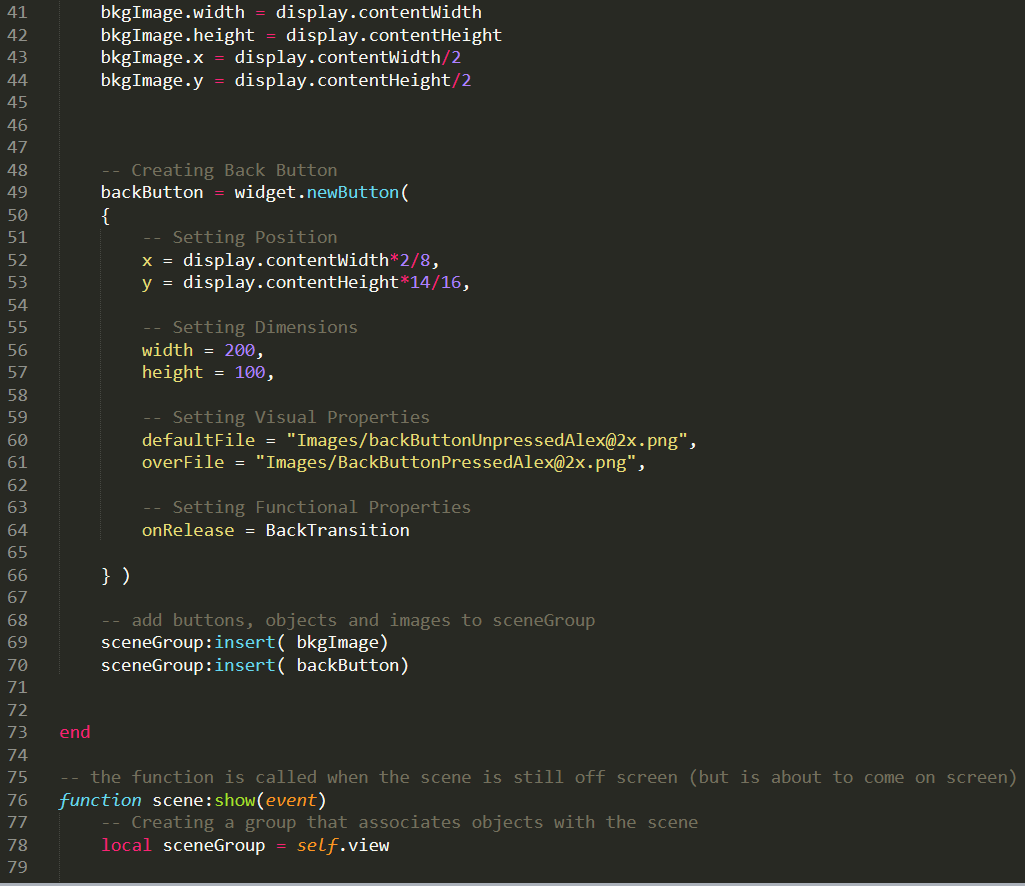 41 bkgImage.width = display.contentWidth
42 bkgImage.height = display.contentHeight
43 bkgImage.x = display.contentWidth/2
44 bkgImage.y = display.contentHeight/2
45
46
47
48 -- Creating Back Button
49 backButton = widget.newButton(
50 {
51 -- Setting Position
52 x = display.contentWidth*2/8,
53 y = display.contentHeight*14/16,
54
55 -- Setting Dimensions
56 width = 200,
57 height = 100,
58
59 -- Setting Visual Properties
60 defaultFile = "Images/backButtonUnpressedAlex@2x.png",
61 overFile = "Images/BackButtonPressedAlex@2x.png",
62
63 -- Setting Functional Properties
64 onRelease = BackTransition
65
66 } )
67
68 -- add buttons, objects and images to sceneGroup
69 sceneGroup:insert( bkgImage)
70 sceneGroup:insert( backButton)
71
72
73 end
74
75 -- the function is called when the scene is still off screen (but is about to come on screen)
76 function scene:show(event)
77 -- Creating a group that associates objects with the scene
78 local sceneGroup = self.view
79